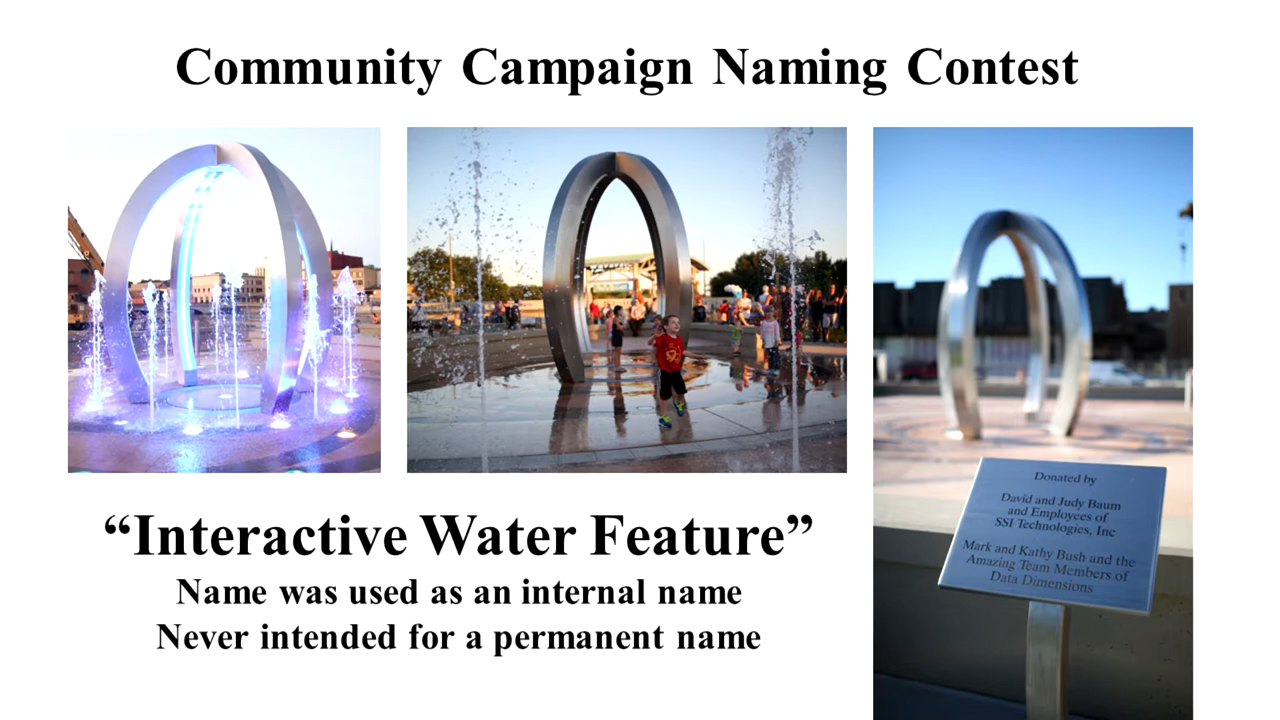 Community Campaign Naming Contest
“Interactive Water Feature”
Name was used as an internal name
Never intended for a permanent name
Donated by
David and Judy Baum
and Employees of
SSI Technologies, Inc
Mark and Kathy Bush and the
Amazing Team Members of
Data Dimensions